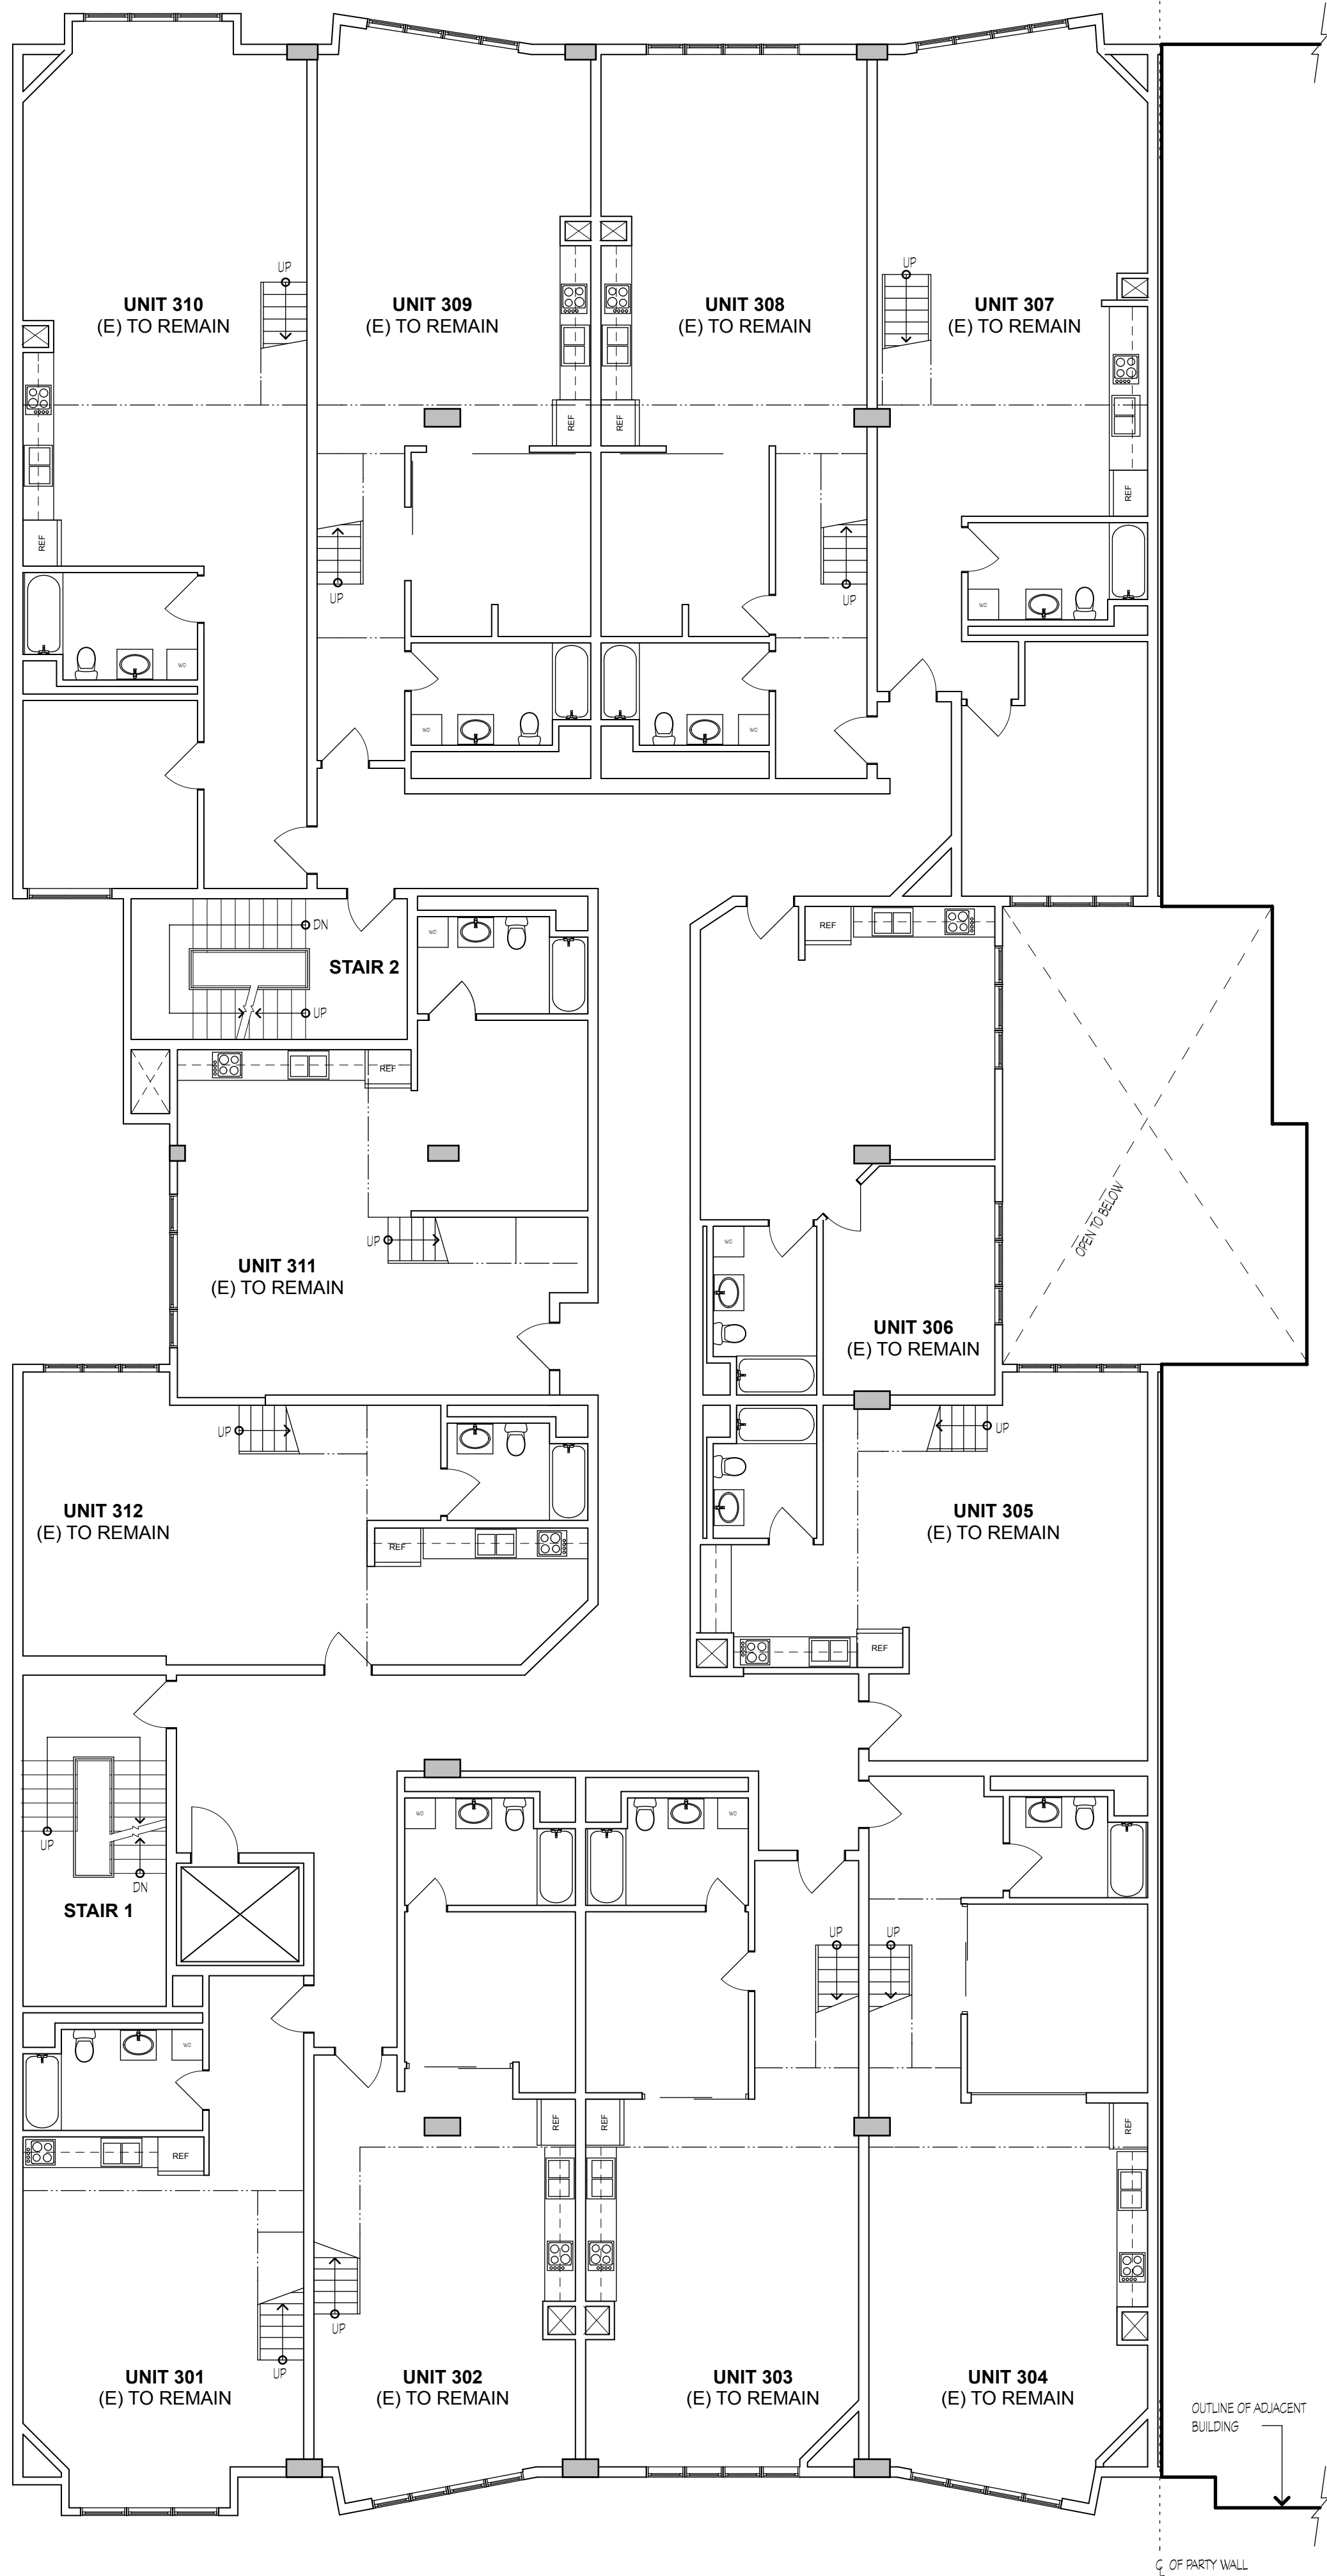 UP
UP
UNIT 310
(E) TO REMAIN
UNIT 309
(E) TO REMAIN
UNIT 308
(E) TO REMAIN
UNIT 307
(E) TO REMAIN
REF
REF
REF
REF
UP
UP
WD
WD
WD
WD
DN
STAIR 2
UP
WD
REF
REF
OPEN TO BELOW
UP
WD
UNIT 311
(E) TO REMAIN
UNIT 306
(E) TO REMAIN
UP
UP
UNIT 312
(E) TO REMAIN
UNIT 305
(E) TO REMAIN
REF
REF
UP
DN
STAIR 1
WD
WD
UP
UP
WD
REF
REF
REF
REF
UP
UP
UNIT 301
(E) TO REMAIN
UNIT 302
(E) TO REMAIN
UNIT 303
(E) TO REMAIN
UNIT 304
(E) TO REMAIN
OUTLINE OF ADJACENT
BUILDING
CL OF PARTY WALL